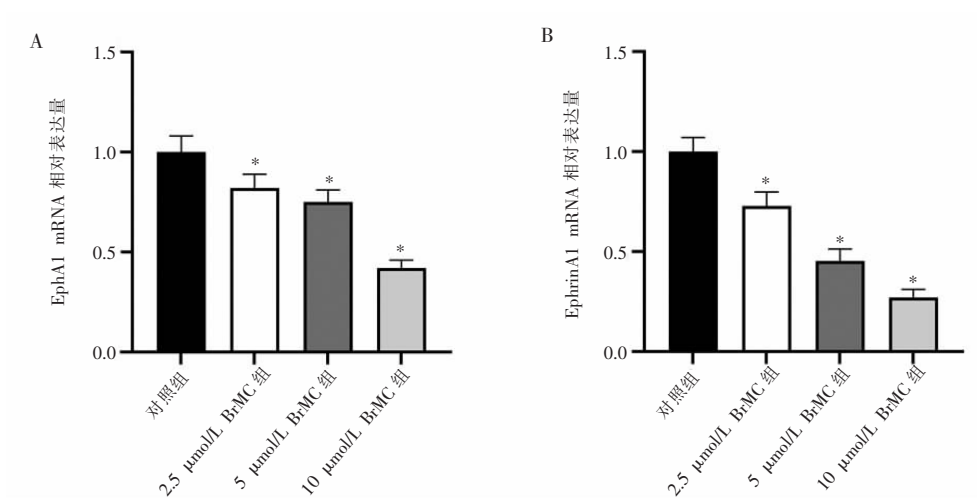 A
EphA1 mRNA 相对表达量
1.5
1.0
0.5
0.0
*
*
*
对照组
2.5 μmol/L BrMC 组
5 μmol/L BrMC 组
10 μmol/L BrMC 组
B
EphrinA1 mRNA 相对表达量
1.5
1.0
0.5
0.0
*
*
*
对照组
2.5 μmol/L BrMC 组
5 μmol/L BrMC 组
10 μmol/L BrMC 组